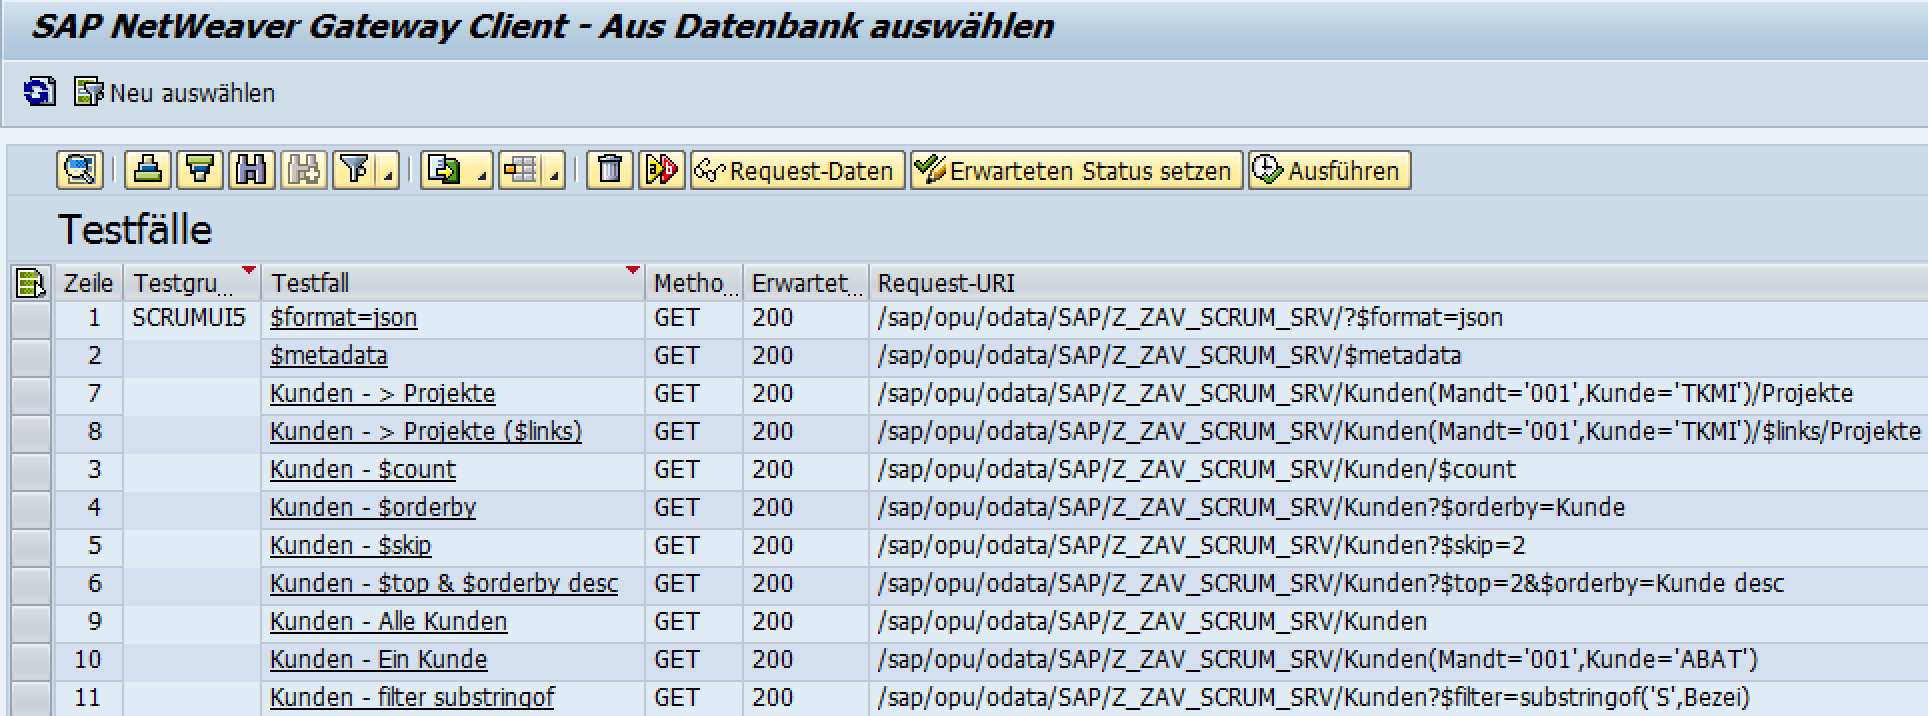 SAP NetWeaver Gateway Client - Aus Datenbank auswählen
Neu auswählen
Request-Daten Erwarteten Status setzen Ausführen
Testfälle
Zeile Testgru... Testfall Metho... Erwartet... Request-URI
1 SCRUMUI5 $format=json GET 200 /sap/opu/odata/SAP/Z_ZAV_SCRUM_SRV/?$format=json
2 $metadata GET 200 /sap/opu/odata/SAP/Z_ZAV_SCRUM_SRV/$metadata
7 Kunden - > Projekte GET 200 /sap/opu/odata/SAP/Z_ZAV_SCRUM_SRV/Kunden(Mandt='001',Kunde='TKMI')/Projekte
8 Kunden - > Projekte ($links) GET 200 /sap/opu/odata/SAP/Z_ZAV_SCRUM_SRV/Kunden(Mandt='001',Kunde='TKMI')/$links/Projekte
3 Kunden - $count GET 200 /sap/opu/odata/SAP/Z_ZAV_SCRUM_SRV/Kunden/$count
4 Kunden - $orderby GET 200 /sap/opu/odata/SAP/Z_ZAV_SCRUM_SRV/Kunden?$orderby=Kunde
5 Kunden - $skip GET 200 /sap/opu/odata/SAP/Z_ZAV_SCRUM_SRV/Kunden?$skip=2
6 Kunden - $top & $orderby desc GET 200 /sap/opu/odata/SAP/Z_ZAV_SCRUM_SRV/Kunden?$top=2&$orderby=Kunde desc
9 Kunden - Alle Kunden GET 200 /sap/opu/odata/SAP/Z_ZAV_SCRUM_SRV/Kunden
10 Kunden - Ein Kunde GET 200 /sap/opu/odata/SAP/Z_ZAV_SCRUM_SRV/Kunden(Mandt='001',Kunde='ABAT')
11 Kunden - filter substringof GET 200 /sap/opu/odata/SAP/Z_ZAV_SCRUM_SRV/Kunden?$filter=substringof('S',Bezei)